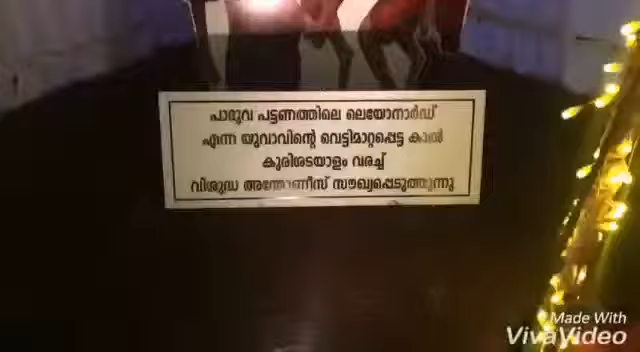 പാദുവ പട്ടണത്തിലെ ലെയോനാർഡ്
എന്ന യുവാവിന്റെ വെട്ടിമാറ്റപ്പെട്ട കാൽ
കുരിശടയാളം വരച്ച്
വിശുദ്ധ അന്തോണീസ് സൗഖ്യപ്പെടുത്തുന്നു
Made With
VivaVideo